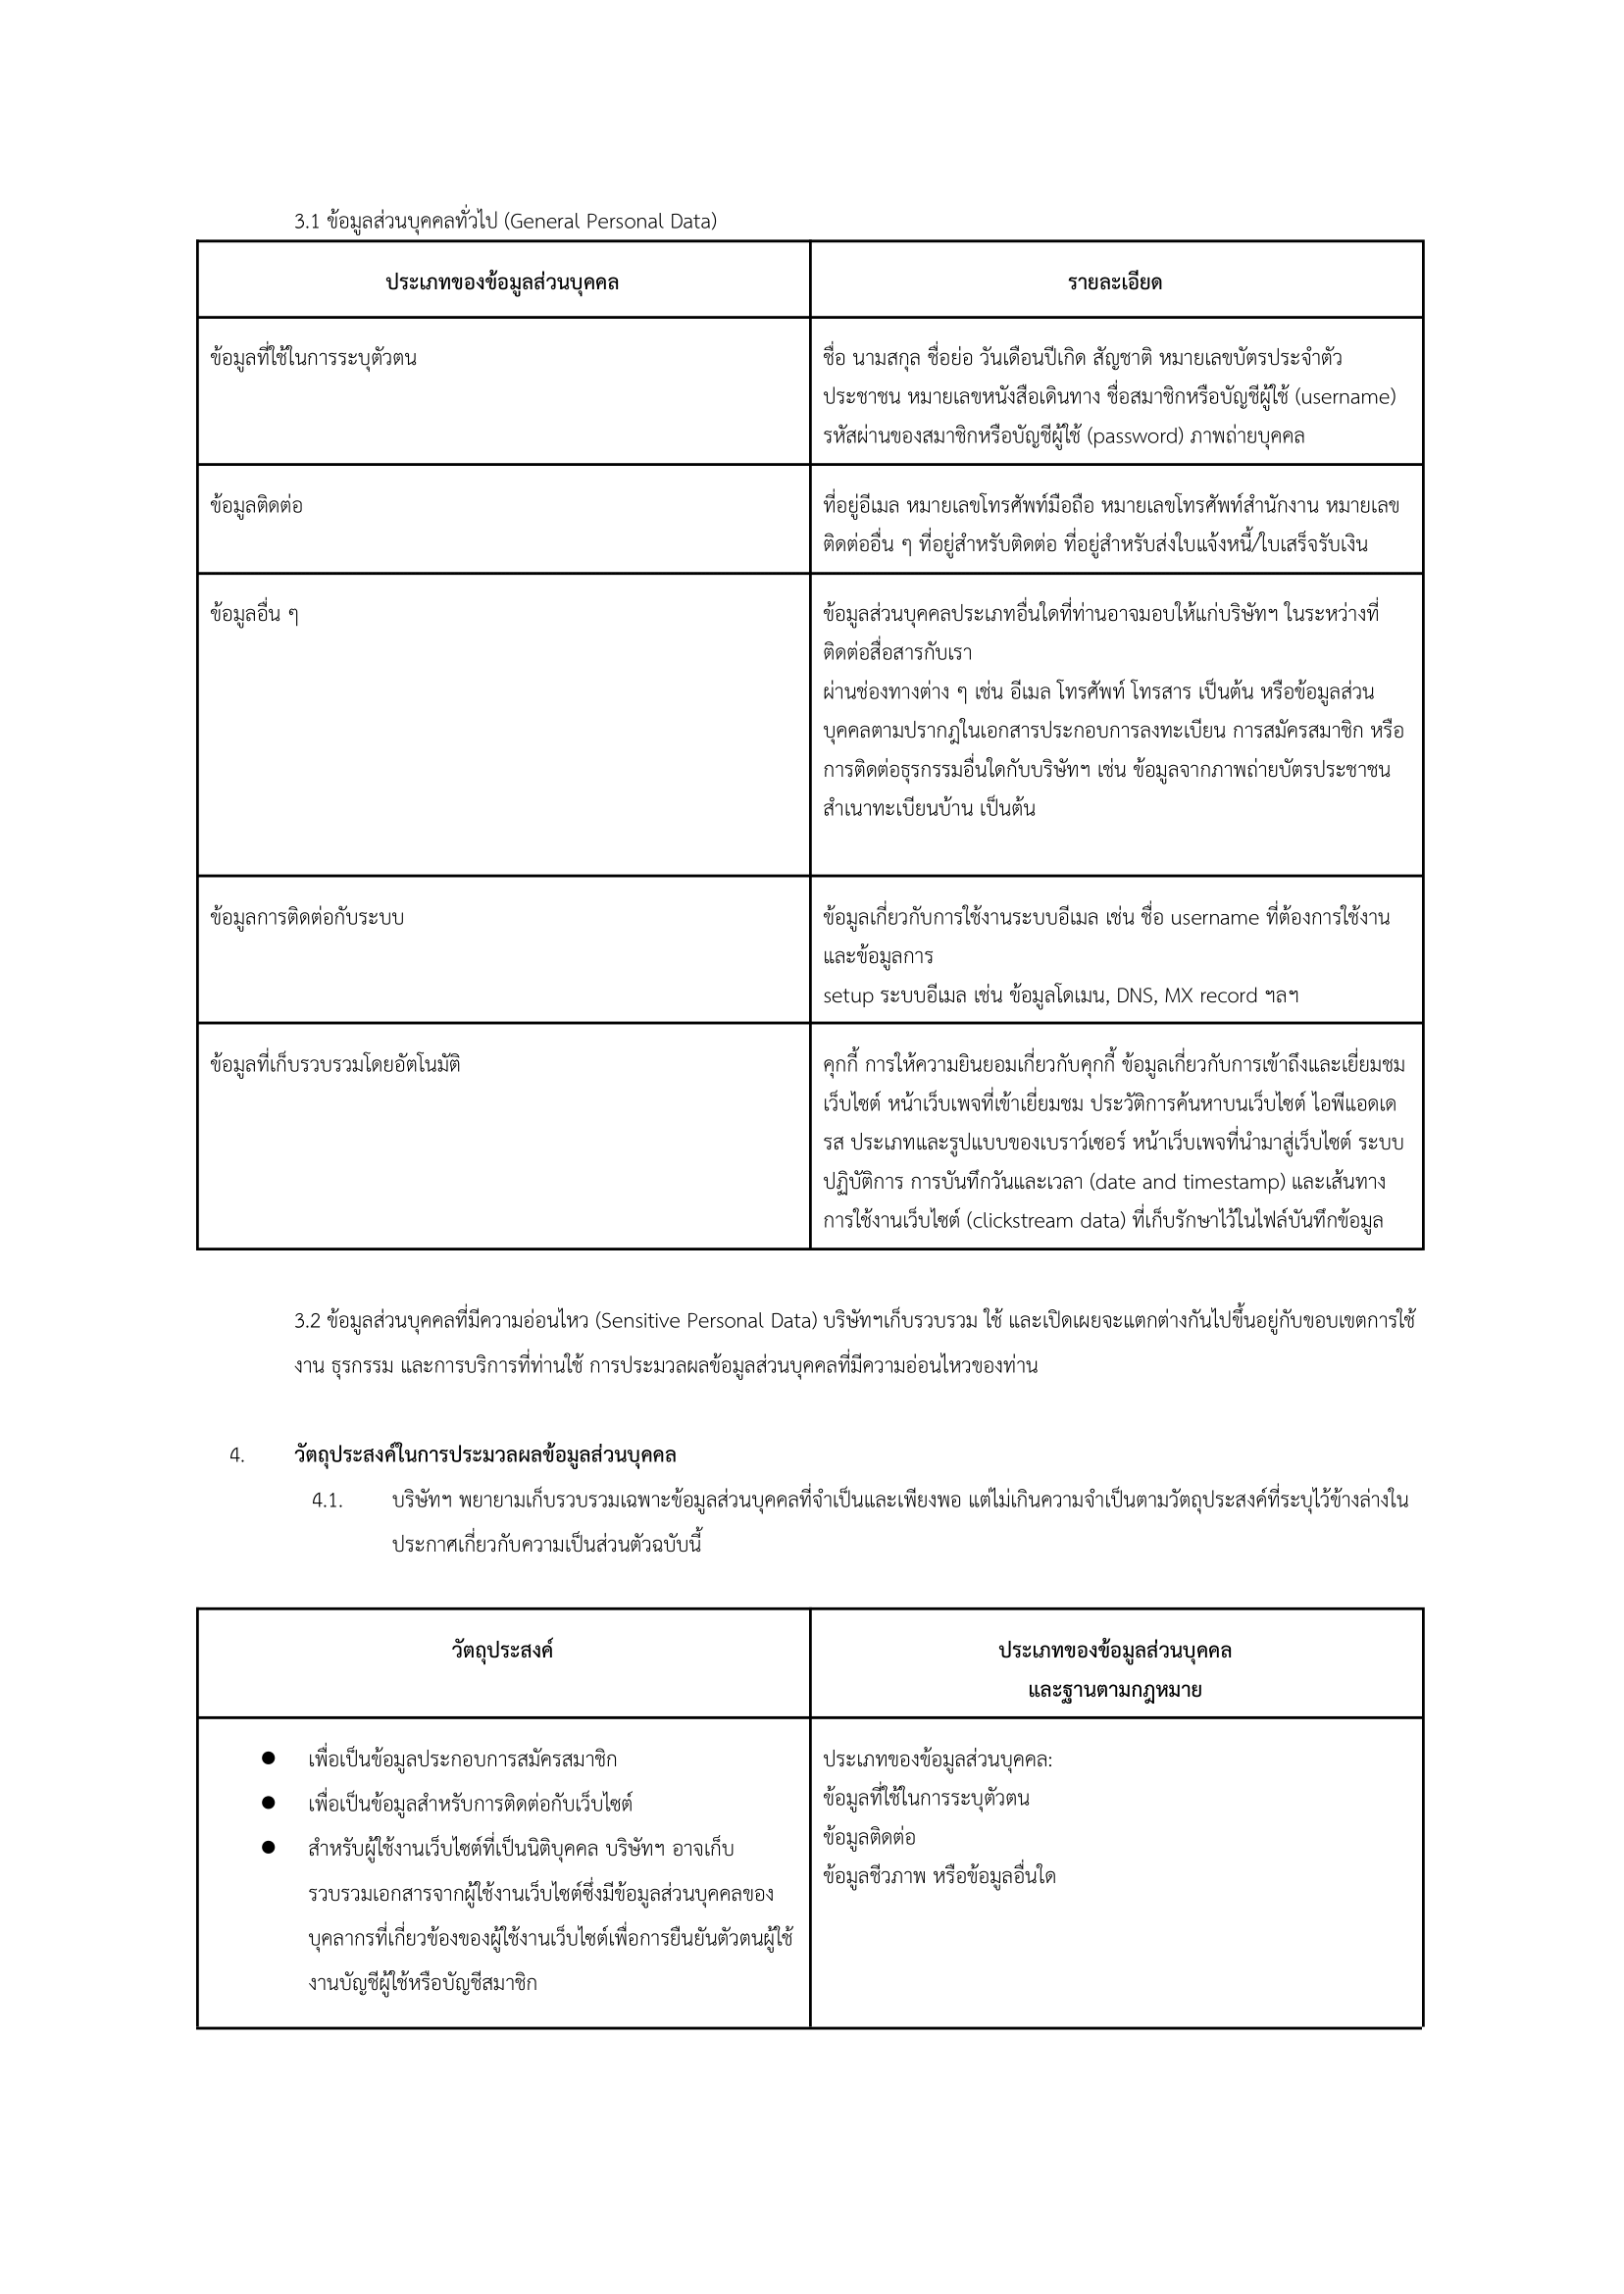 3.1 ข้อมูลส่วนบุคคลทั่วไป (General Personal Data)
ประเภทของข้อมูลส่วนบุคคล
รายละเอียด
ข้อมูลที่ใช้ในการระบุตัวตน
ชื่อ นามสกุล ชื่อย่อ วันเดือนปีเกิด สัญชาติ หมายเลขบัตรประจำตัว
ประชาชน หมายเลขหนังสือเดินทาง ชื่อสมาชิกหรือบัญชีผู้ใช้ (username)
รหัสผ่านของสมาชิกหรือบัญชีผู้ใช้ (password) ภาพถ่ายบุคคล
ข้อมูลติดต่อ
ที่อยู่อีเมล หมายเลขโทรศัพท์มือถือ หมายเลขโทรศัพท์สำนักงาน หมายเลข
ติดต่ออื่น ๆ ที่อยู่สำหรับติดต่อ ที่อยู่สำหรับส่งใบแจ้งหนี้/ใบเสร็จรับเงิน
ข้อมูลอื่น ๆ
ข้อมูลส่วนบุคคลประเภทอื่นใดที่ท่านอาจมอบให้แก่บริษัทฯ ในระหว่างที่
ติดต่อสื่อสารกับเรา
ผ่านช่องทางต่าง ๆ เช่น อีเมล โทรศัพท์ โทรสาร เป็นต้น หรือข้อมูลส่วน
บุคคลตามปรากฎในเอกสารประกอบการลงทะเบียน การสมัครสมาชิก หรือ
การติดต่อธุรกรรมอื่นใดกับบริษัทฯ เช่น ข้อมูลจากภาพถ่ายบัตรประชาชน
สำเนาทะเบียนบ้าน เป็นต้น
ข้อมูลการติดต่อกับระบบ
ข้อมูลเกี่ยวกับการใช้งานระบบอีเมล เช่น ชื่อ username ที่ต้องการใช้งาน
และข้อมูลการ
setup ระบบอีเมล เช่น ข้อมูลโดเมน, DNS, MX record ฯลฯ
ข้อมูลที่เก็บรวบรวมโดยอัตโนมัติ
คุกกี้ การให้ความยินยอมเกี่ยวกับคุกกี้ ข้อมูลเกี่ยวกับการเข้าถึงและเยี่ยมชม
เว็บไซต์ หน้าเว็บเพจที่เข้าเยี่ยมชม ประวัติการค้นหาบนเว็บไซต์ ไอพีแอดเด
รส ประเภทและรูปแบบของเบราว์เซอร์ หน้าเว็บเพจที่นำมาสู่เว็บไซต์ ระบบ
ปฏิบัติการ การบันทึกวันและเวลา (date and timestamp) และเส้นทาง
การใช้งานเว็บไซต์ (clickstream data) ที่เก็บรักษาไว้ในไฟล์บันทึกข้อมูล
3.2 ข้อมูลส่วนบุคคลที่มีความอ่อนไหว (Sensitive Personal Data) บริษัทฯเก็บรวบรวม ใช้ และเปิดเผยจะแตกต่างกันไปขึ้นอยู่กับขอบเขตการใช้
งาน ธุรกรรม และการบริการที่ท่านใช้ การประมวลผลข้อมูลส่วนบุคคลที่มีความอ่อนไหวของท่าน
4. วัตถุประสงค์ในการประมวลผลข้อมูลส่วนบุคคล
4.1. บริษัทฯ พยายามเก็บรวบรวมเฉพาะข้อมูลส่วนบุคคลที่จำเป็นและเพียงพอ แต่ไม่เกินความจำเป็นตามวัตถุประสงค์ที่ระบุไว้ข้างล่างใน
ประกาศเกี่ยวกับความเป็นส่วนตัวฉบับนี้
วัตถุประสงค์
ประเภทของข้อมูลส่วนบุคคล
และฐานตามกฎหมาย
● เพื่อเป็นข้อมูลประกอบการสมัครสมาชิก
● เพื่อเป็นข้อมูลสำหรับการติดต่อกับเว็บไซต์
● สำหรับผู้ใช้งานเว็บไซต์ที่เป็นนิติบุคคล บริษัทฯ อาจเก็บ
รวบรวมเอกสารจากผู้ใช้งานเว็บไซต์ซึ่งมีข้อมูลส่วนบุคคลของ
บุคลากรที่เกี่ยวข้องของผู้ใช้งานเว็บไซต์เพื่อการยืนยันตัวตนผู้ใช้
งานบัญชีผู้ใช้หรือบัญชีสมาชิก
ประเภทของข้อมูลส่วนบุคคล:
ข้อมูลที่ใช้ในการระบุตัวตน
ข้อมูลติดต่อ
ข้อมูลชีวภาพ หรือข้อมูลอื่นใด